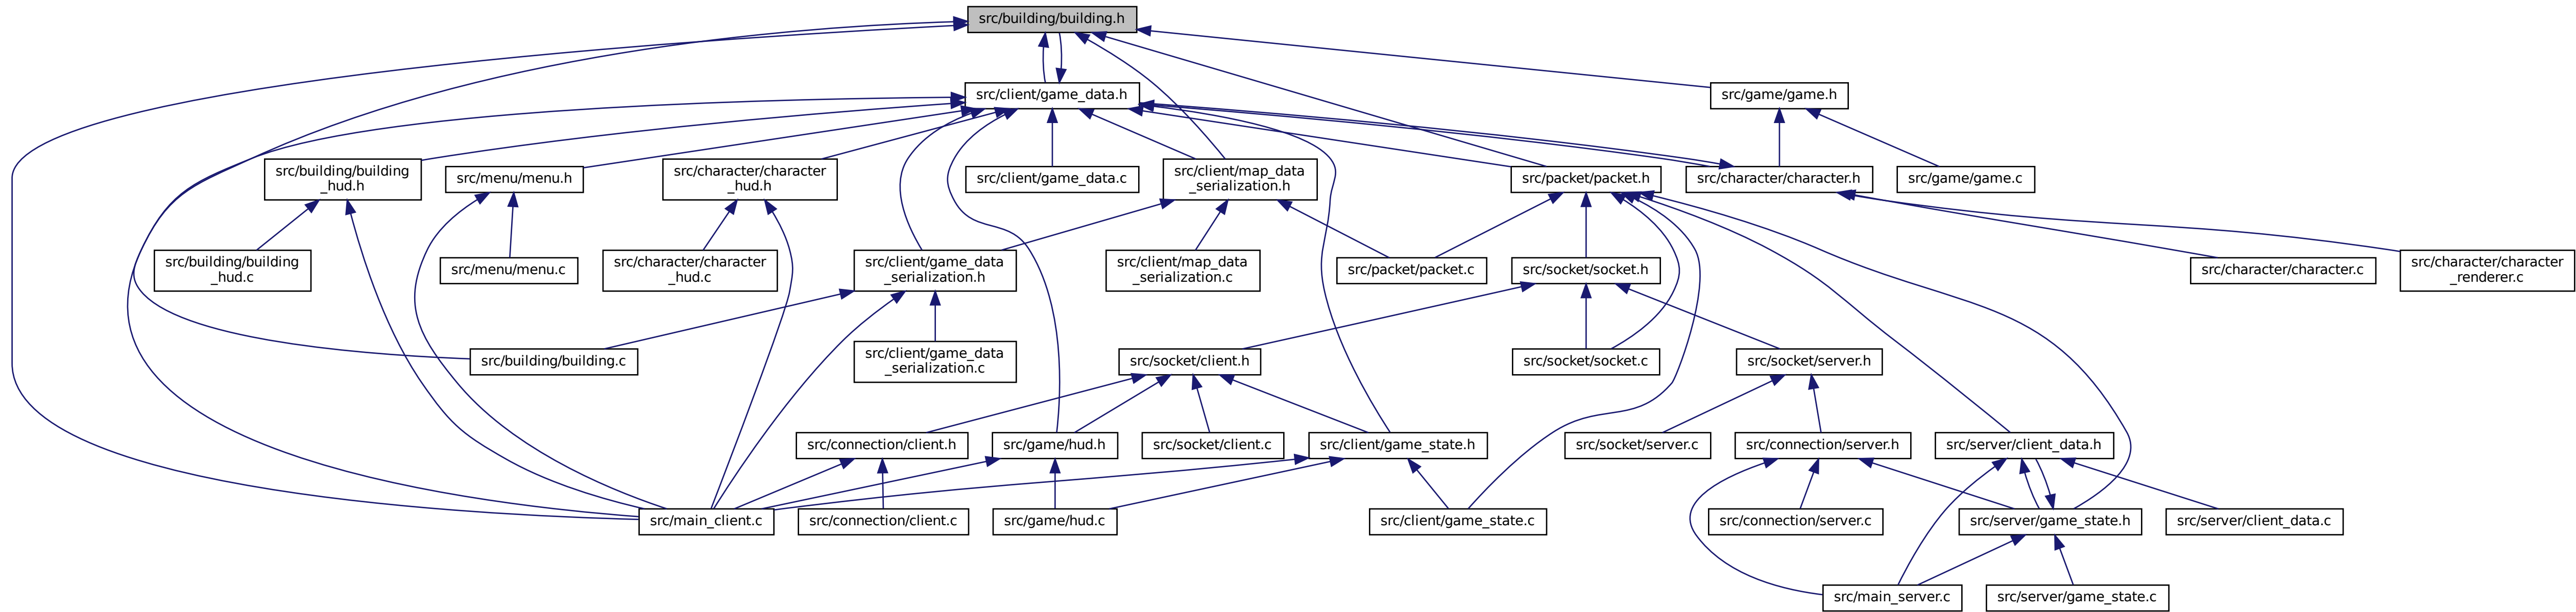 src/building/building.h
src/client/game_data.h
src/game/game.h
src/building/building
_hud.h
src/menu/menu.h
src/character/character
_hud.h
src/client/game_data.c
src/client/map_data
_serialization.h
src/packet/packet.h
src/character/character.h
src/game/game.c
src/building/building
_hud.c
src/menu/menu.c
src/character/character
_hud.c
src/client/game_data
_serialization.h
src/client/map_data
_serialization.c
src/packet/packet.c
src/socket/socket.h
src/character/character.c
src/character/character
_renderer.c
src/building/building.c
src/client/game_data
_serialization.c
src/socket/client.h
src/socket/socket.c
src/socket/server.h
src/connection/client.h
src/game/hud.h
src/socket/client.c
src/client/game_state.h
src/socket/server.c
src/connection/server.h
src/server/client_data.h
src/main_client.c
src/connection/client.c
src/game/hud.c
src/client/game_state.c
src/connection/server.c
src/server/game_state.h
src/server/client_data.c
src/main_server.c
src/server/game_state.c